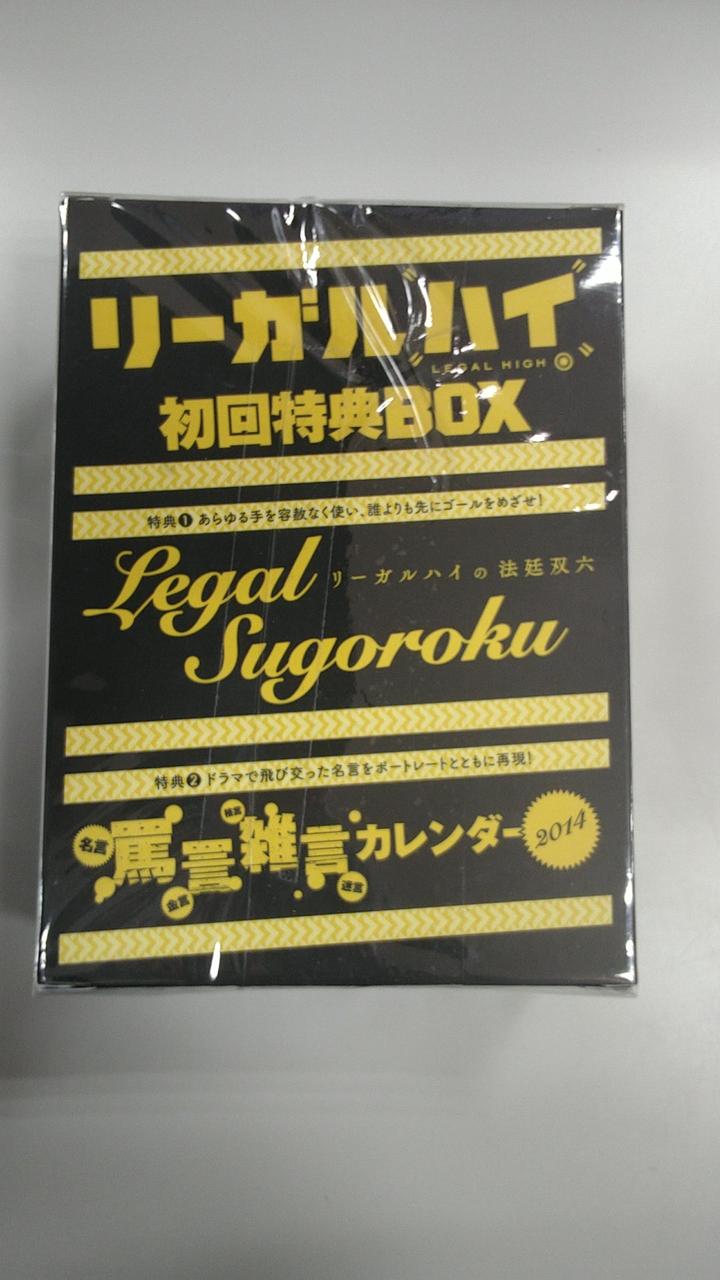 リーガル"ハイ"
LEGAL HIGH
初回特典BOX
特典❶ あらゆる手を容赦なく使い、誰よりも先にゴールをめざせ！
Legal
リーガルハイの法廷双六
Sugoroku
特典❷ ドラマで飛び交った名言をポートレートとともに再現！
名言
格言
罵詈雑言カレンダー
2014
金言
迷言